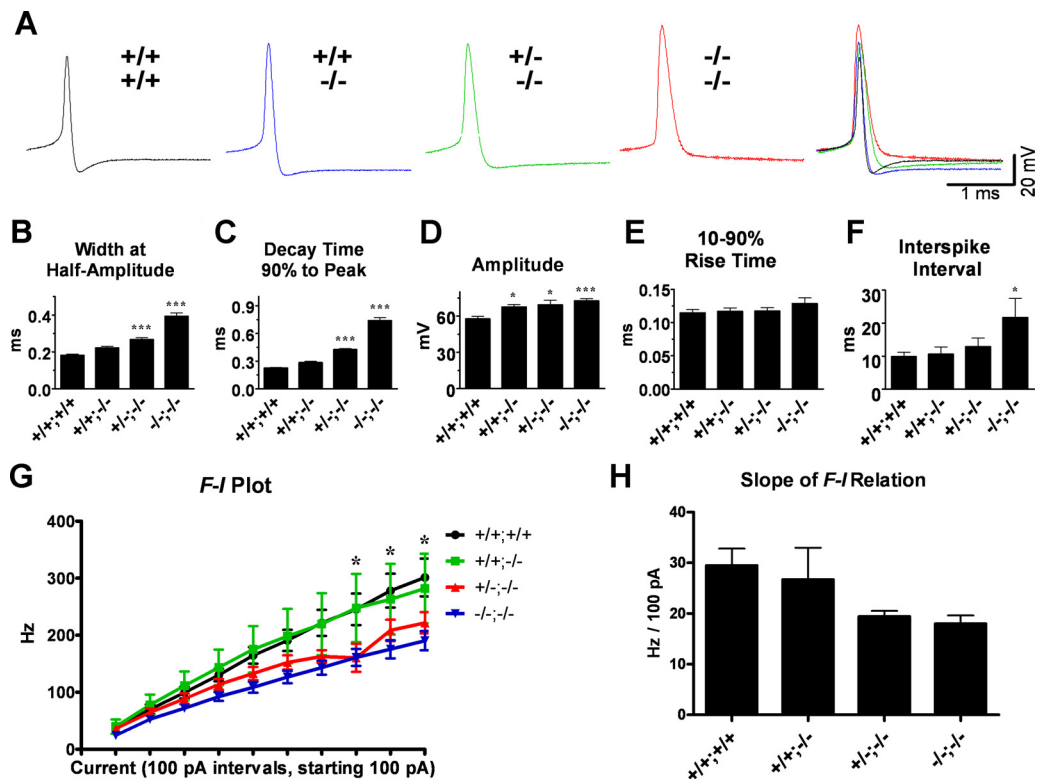 A
+/+
+/+
+/+
-/-
+/-
-/-
-/-
-/-
1 ms
20 mV
B
Width at
Half-Amplitude
ms
0.4
0.2
0.0
***
***
+/+;+/+
+/+;-/-
+/-;-/-
-/-;-/-
C
Decay Time
90% to Peak
ms
0.9
0.6
0.3
0.0
***
***
+/+;+/+
+/+;-/-
+/-;-/-
-/-;-/-
D
Amplitude
mV
60
30
0
*
*
***
+/+;+/+
+/+;-/-
+/-;-/-
-/-;-/-
E
10-90%
Rise Time
ms
0.15
0.10
0.05
0.00
+/+;+/+
+/+;-/-
+/-;-/-
-/-;-/-
F
Interspike
Interval
ms
30
20
10
0
*
+/+;+/+
+/+;-/-
+/-;-/-
-/-;-/-
G
F-I Plot
Hz
400
300
200
100
0
*
*
*
+/+;+/+
+/+;-/-
+/-;-/-
-/-;-/-
Current (100 pA intervals, starting 100 pA)
H
Slope of F-I Relation
Hz / 100 pA
40
30
20
10
0
+/+;+/+
+/+;-/-
+/-;-/-
-/-;-/-